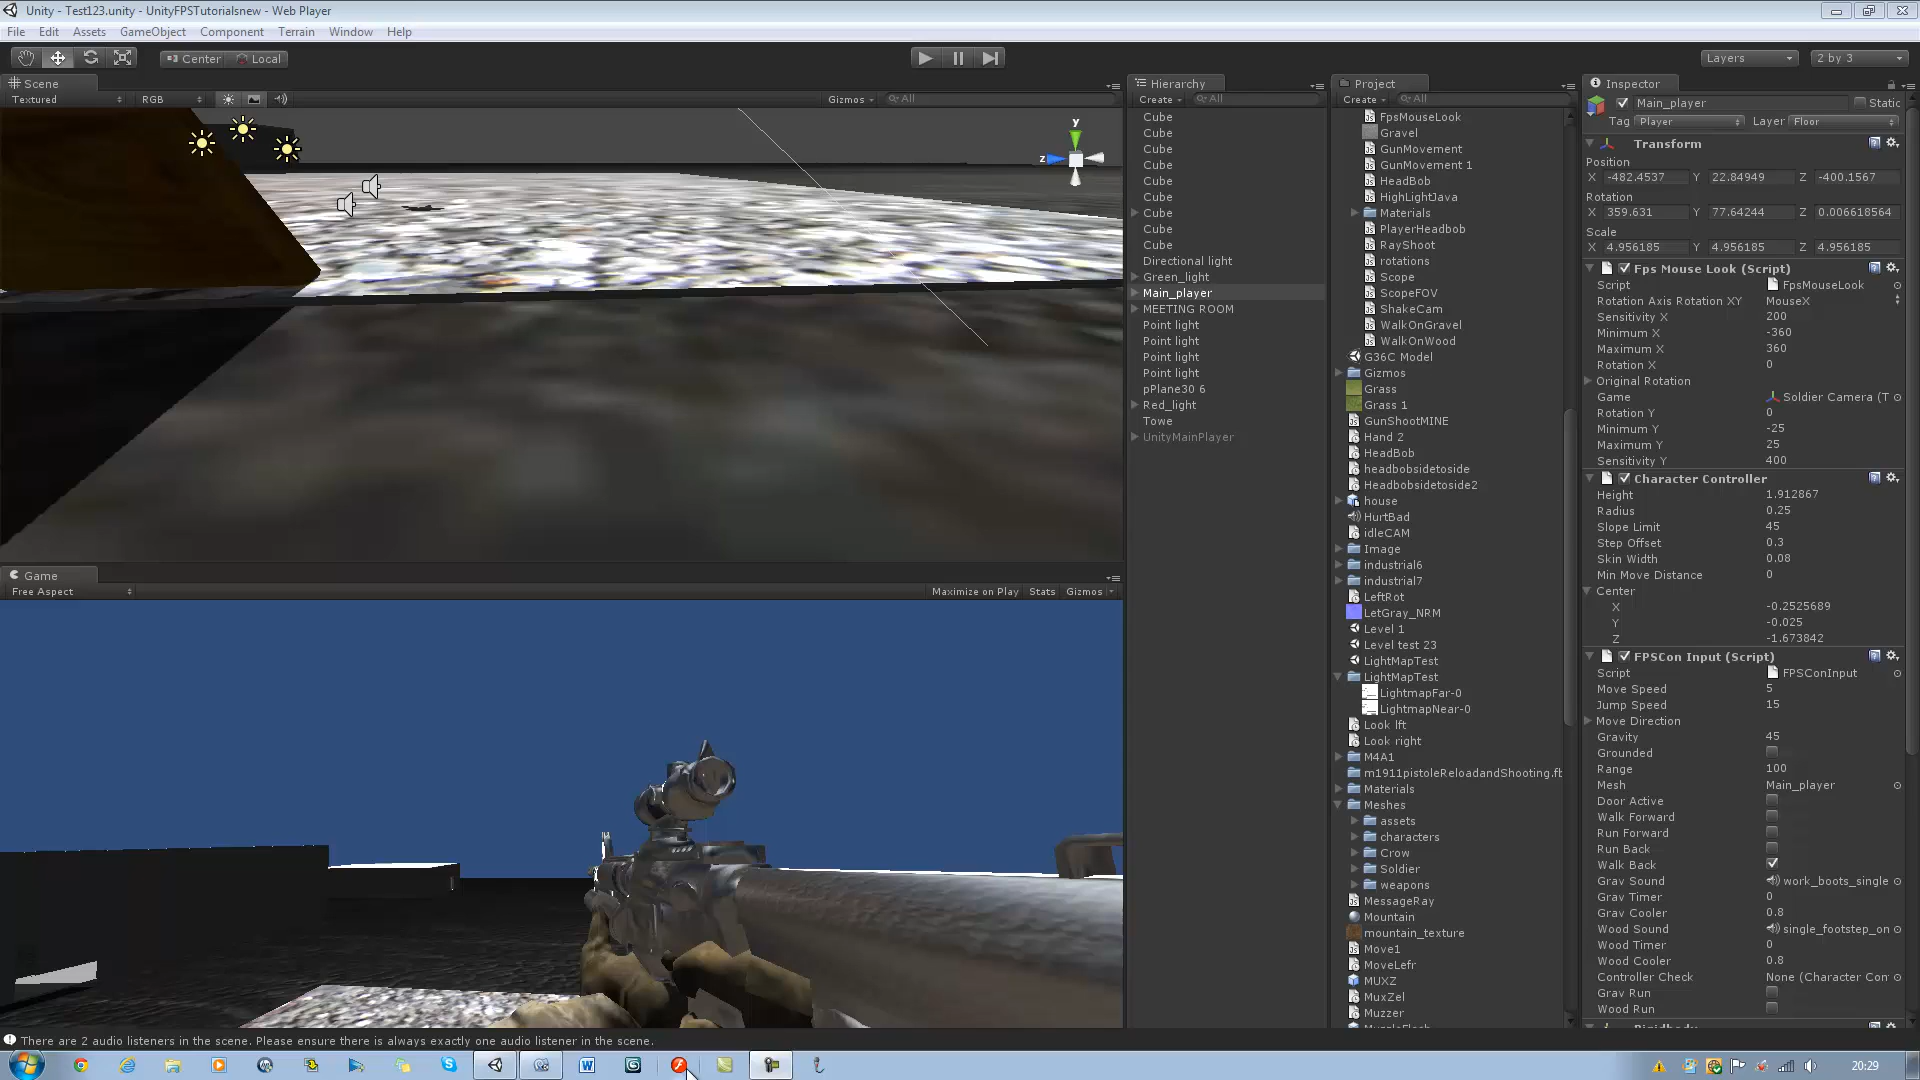 Unity - Test123.unity - UnityFPSTutorialsnew - Web Player
File Edit Assets GameObject Component Terrain Window Help
Center Local
Layers
2 by 3
Scene
Textured
RGB
Gizmos
All
y
z
Game
Free Aspect
Maximize on Play Stats Gizmos
Hierarchy
Create
All
Cube
Cube
Cube
Cube
Cube
Cube
Cube
Cube
Cube
Directional light
Green_light
Main_player
MEETING ROOM
Point light
Point light
Point light
Point light
pPlane30 6
Red_light
Towe
UnityMainPlayer
Project
Create
All
FpsMouseLook
Gravel
GunMovement
GunMovement 1
HeadBob
HighLightJava
Materials
PlayerHeadbob
RayShoot
rotations
Scope
ScopeFOV
ShakeCam
WalkOnGravel
WalkOnWood
G36C Model
Gizmos
Grass
Grass 1
GunShootMINE
Hand 2
HeadBob
headbobsidetoside
Headbobsidetoside2
house
HurtBad
idleCAM
Image
industrial6
industrial7
LeftRot
LetGray_NRM
Level 1
Level test 23
LightMapTest
LightMapTest
LightmapFar-0
LightmapNear-0
Look lft
Look right
M4A1
m1911pistoleReloadandShooting.fb
Materials
Meshes
assets
characters
Crow
Soldier
weapons
MessageRay
Mountain
mountain_texture
Move1
MoveLefr
MUXZ
MuxZel
Muzzer
Inspector
Main_player
Static
Tag Player Layer Floor
Transform
Position
X -482.4537 Y 22.84949 Z -400.1567
Rotation
X 359.631 Y 77.64244 Z 0.006618564
Scale
X 4.956185 Y 4.956185 Z 4.956185
Fps Mouse Look (Script)
Script FpsMouseLook
Rotation Axis Rotation XY MouseX
Sensitivity X 200
Minimum X -360
Maximum X 360
Rotation X 0
Original Rotation
Game Soldier Camera (T
Rotation Y 0
Minimum Y -25
Maximum Y 25
Sensitivity Y 400
Character Controller
Height 1.912867
Radius 0.25
Slope Limit 45
Step Offset 0.3
Skin Width 0.08
Min Move Distance 0
Center
X -0.2525689
Y -0.025
Z -1.673842
FPSCon Input (Script)
Script FPSConInput
Move Speed 5
Jump Speed 15
Move Direction
Gravity 45
Grounded
Range 100
Mesh Main_player
Door Active
Walk Forward
Run Forward
Run Back
Walk Back
Grav Sound work_boots_single
Grav Timer 0
Grav Cooler 0.8
Wood Sound single_footstep_on
Wood Timer 0
Wood Cooler 0.8
Controller Check None (Character Con
Grav Run
Wood Run
There are 2 audio listeners in the scene. Please ensure there is always exactly one audio listener in the scene.
20:29